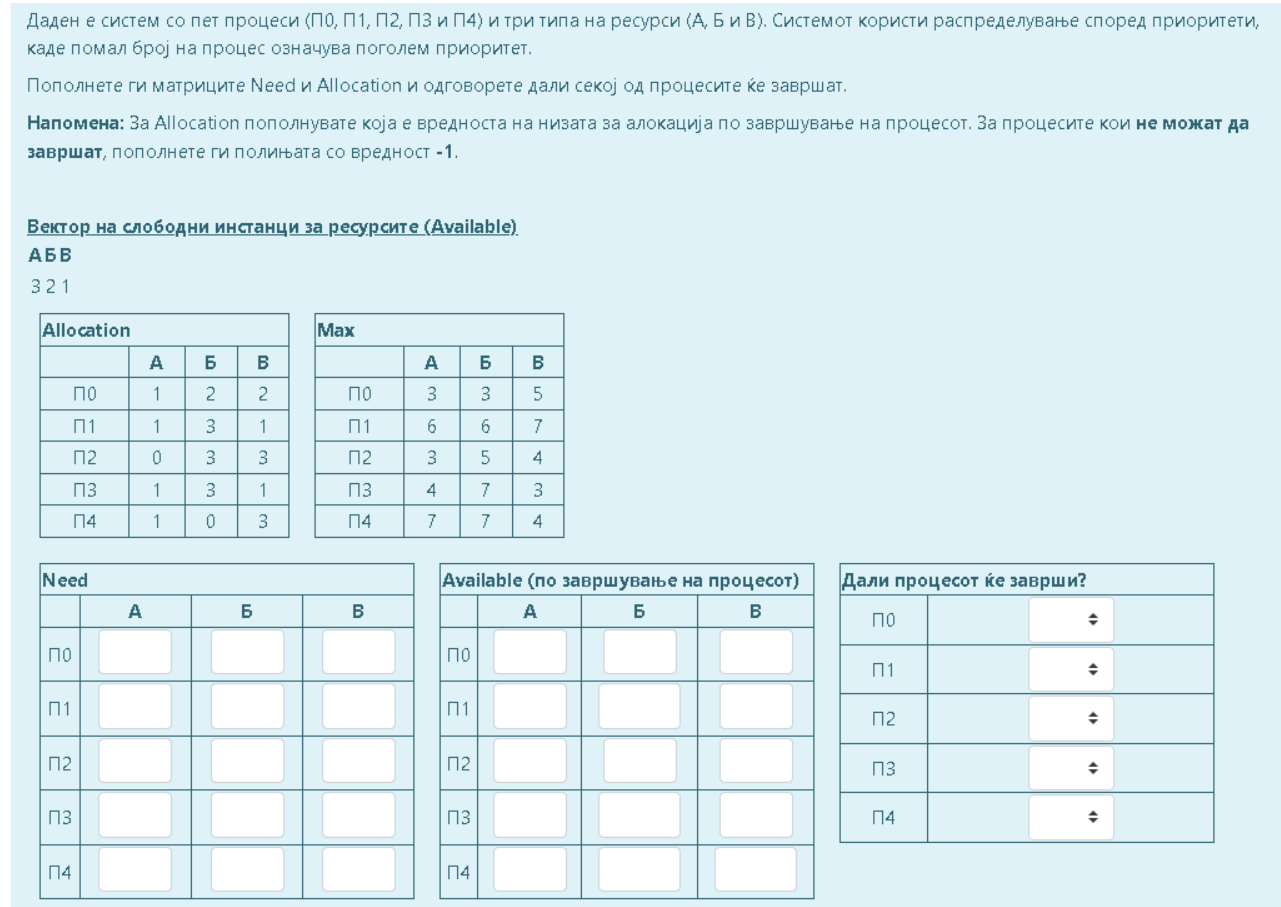 Даден е систем со пет процеси (П0, П1, П2, П3 и П4) и три типа на ресурси (А, Б и В). Системот користи распределување според приоритети,
каде помал број на процес означува поголем приоритет.
Пополнете ги матриците Need и Allocation и одговорете дали секој од процесите ќе завршат.
Напомена: За Allocation пополнувате која е вредноста на низата за алокација по завршување на процесот. За процесите кои не можат да
завршат, пополнете ги полињата со вредност -1.
Вектор на слободни инстанци за ресурсите (Available)
А Б В
3 2 1
Allocation
А Б В
П0 1 2 2
П1 1 3 1
П2 0 3 3
П3 1 3 1
П4 1 0 3
Max
А Б В
П0 3 3 5
П1 6 6 7
П2 3 5 4
П3 4 7 3
П4 7 7 4
Need
А Б В
П0
П1
П2
П3
П4
Available (по завршување на процесот)
А Б В
П0
П1
П2
П3
П4
Дали процесот ќе заврши?
П0
П1
П2
П3
П4